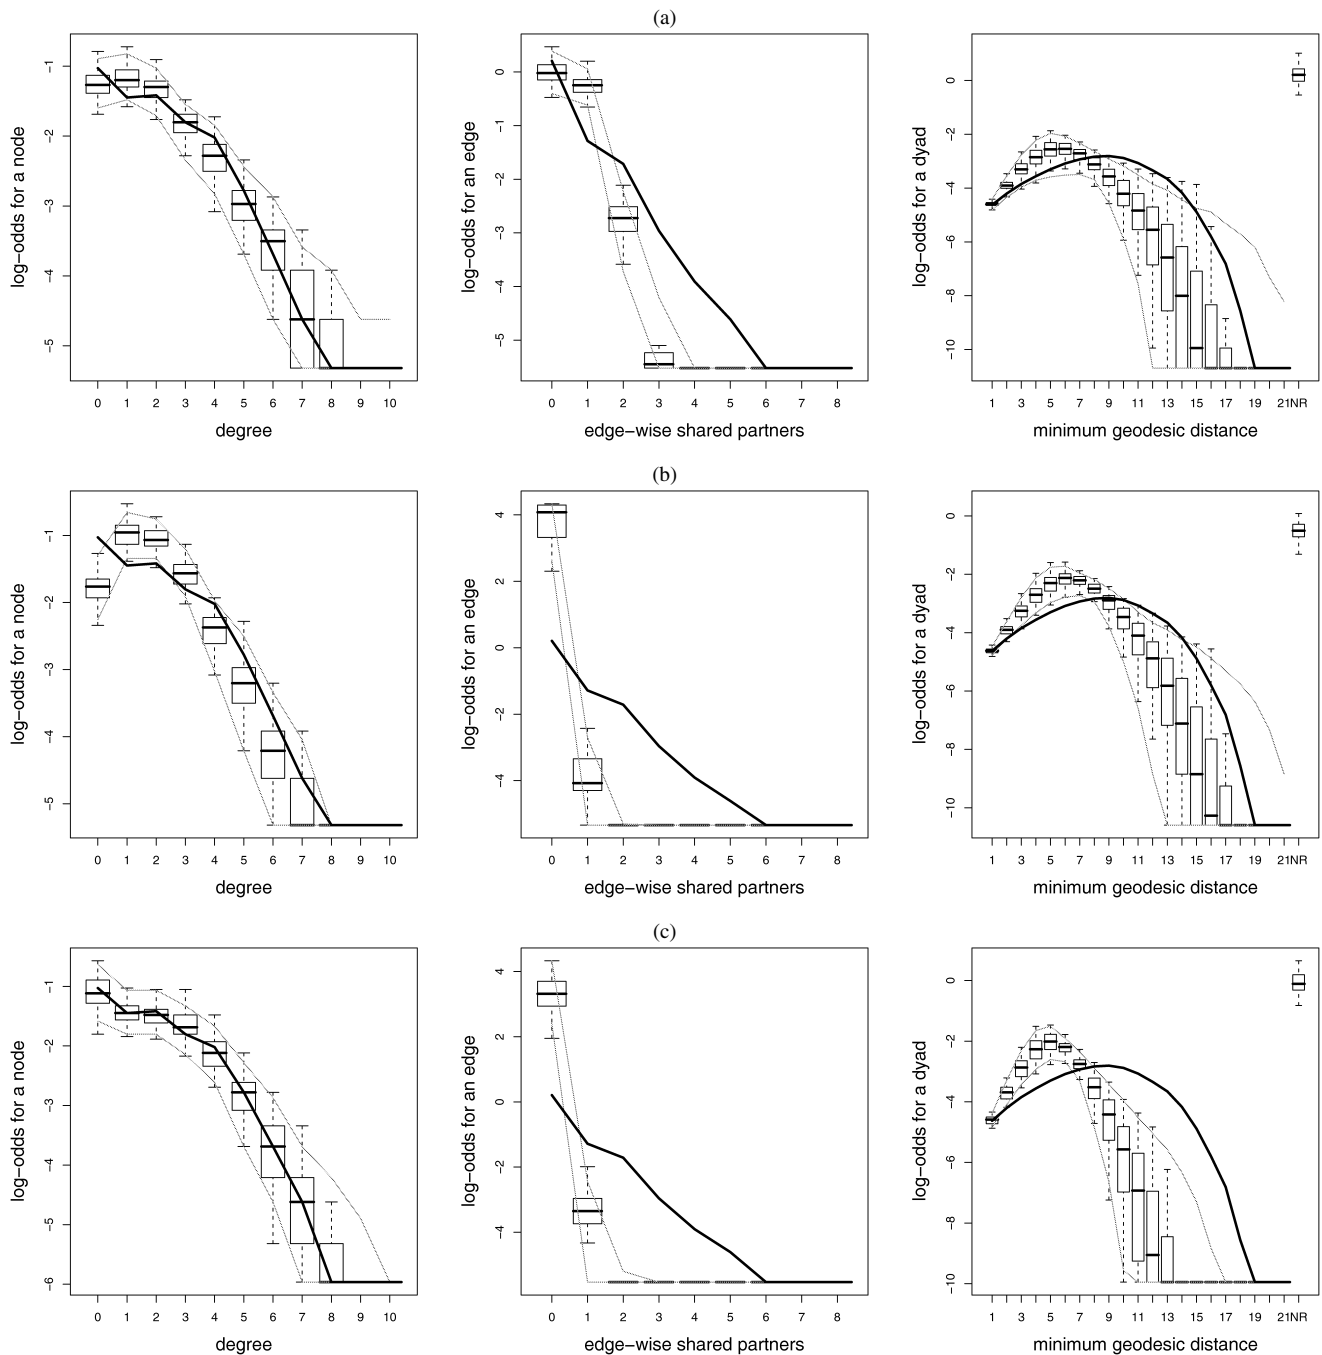 (a)
log−odds for a node
−1
−2
−3
−4
−5
0 1 2 3 4 5 6 7 8 9 10
degree
log−odds for an edge
0
−1
−2
−3
−4
−5
0 1 2 3 4 5 6 7 8
edge−wise shared partners
log−odds for a dyad
0
−2
−4
−6
−8
−10
1 3 5 7 9 11 13 15 17 19 21NR
minimum geodesic distance
(b)
log−odds for a node
−1
−2
−3
−4
−5
0 1 2 3 4 5 6 7 8 9 10
degree
log−odds for an edge
4
2
0
−2
−4
0 1 2 3 4 5 6 7 8
edge−wise shared partners
log−odds for a dyad
0
−2
−4
−6
−8
−10
1 3 5 7 9 11 13 15 17 19 21NR
minimum geodesic distance
(c)
log−odds for a node
−1
−2
−3
−4
−5
−6
0 1 2 3 4 5 6 7 8 9 10
degree
log−odds for an edge
4
2
0
−2
−4
0 1 2 3 4 5 6 7 8
edge−wise shared partners
log−odds for a dyad
0
−2
−4
−6
−8
−10
1 3 5 7 9 11 13 15 17 19 21NR
minimum geodesic distance